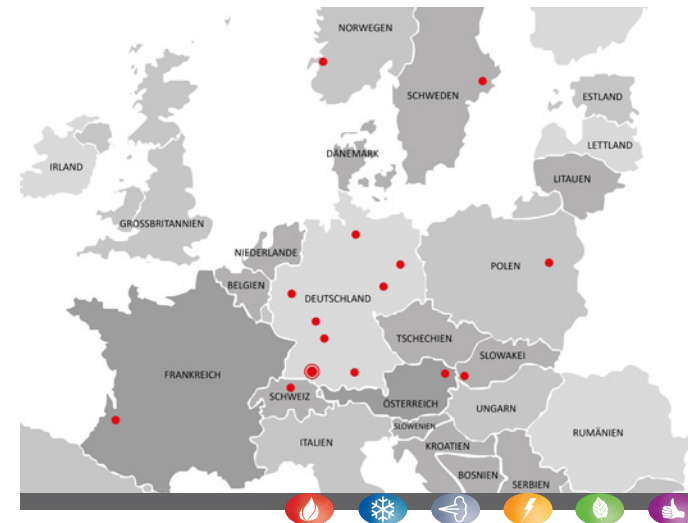 NORWEGEN
SCHWEDEN
ESTLAND
LETTLAND
DÄNEMARK
IRLAND
LITAUEN
GROSSBRITANNIEN
NIEDERLANDE
POLEN
BELGIEN
DEUTSCHLAND
TSCHECHIEN
SLOWAKEI
FRANKREICH
SCHWEIZ
ÖSTERREICH
UNGARN
SLOWENIEN
RUMÄNIEN
ITALIEN
KROATIEN
BOSNIEN
SERBIEN